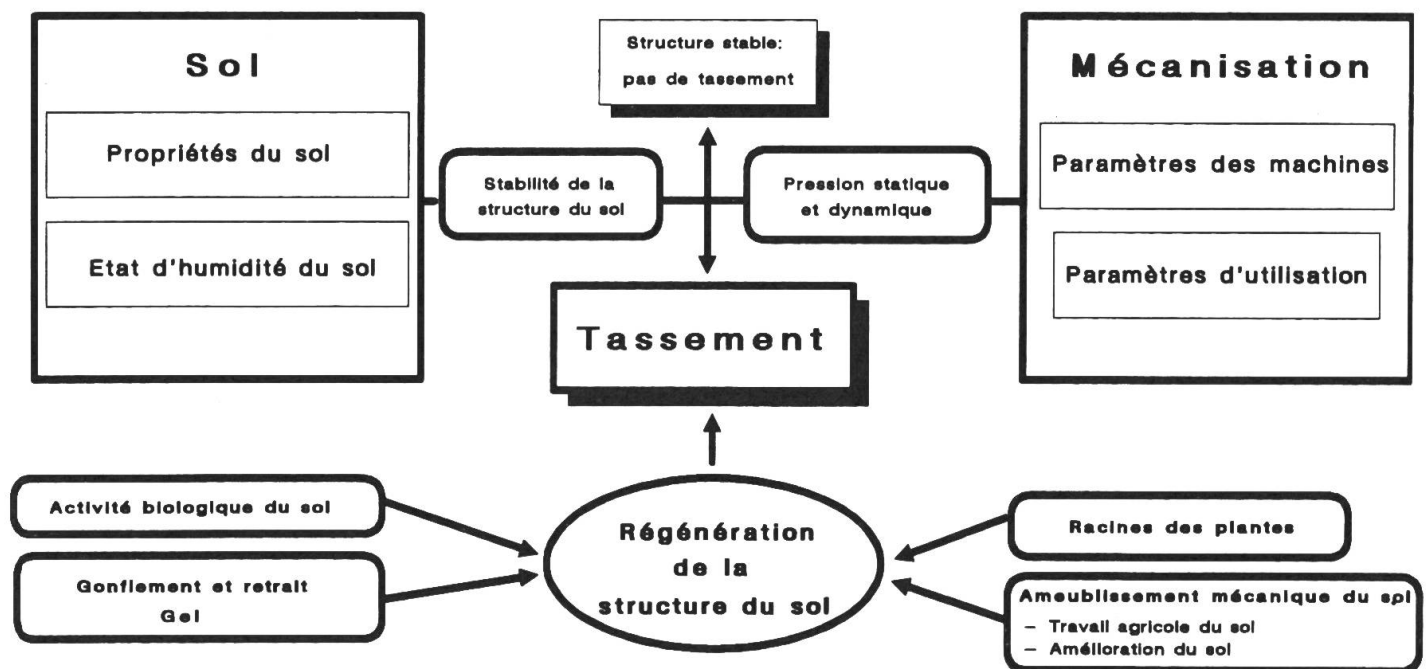 Sol
Propriétés du sol
Etat d'humidité du sol
Stabilité de la
structure du sol
Structure stable:
pas de tassement
Pression statique
et dynamique
Mécanisation
Paramètres des machines
Paramètres d'utilisation
Tassement
Activité biologique du sol
Gonflement et retrait
Gel
Régénération
de la
structure du sol
Racines des plantes
Ameublissement mécanique du sol
– Travail agricole du sol
– Amélioration du sol